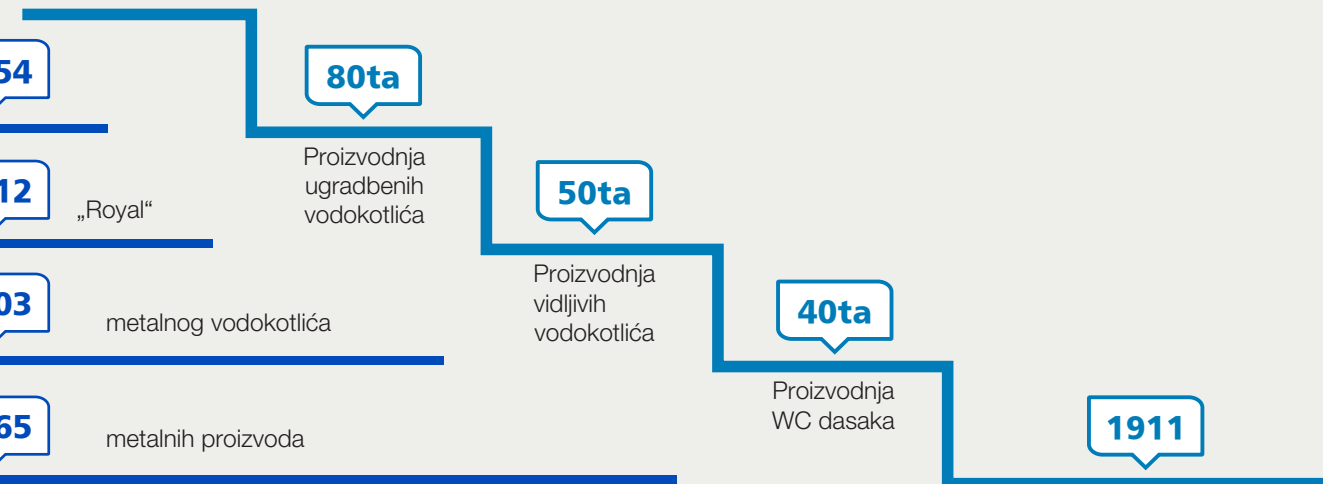 54
80ta
Proizvodnja
ugradbenih
vodokotlića
12
„Royal“
50ta
Proizvodnja
vidljivih
vodokotlića
03
metalnog vodokotlića
40ta
Proizvodnja
WC dasaka
65
metalnih proizvoda
1911